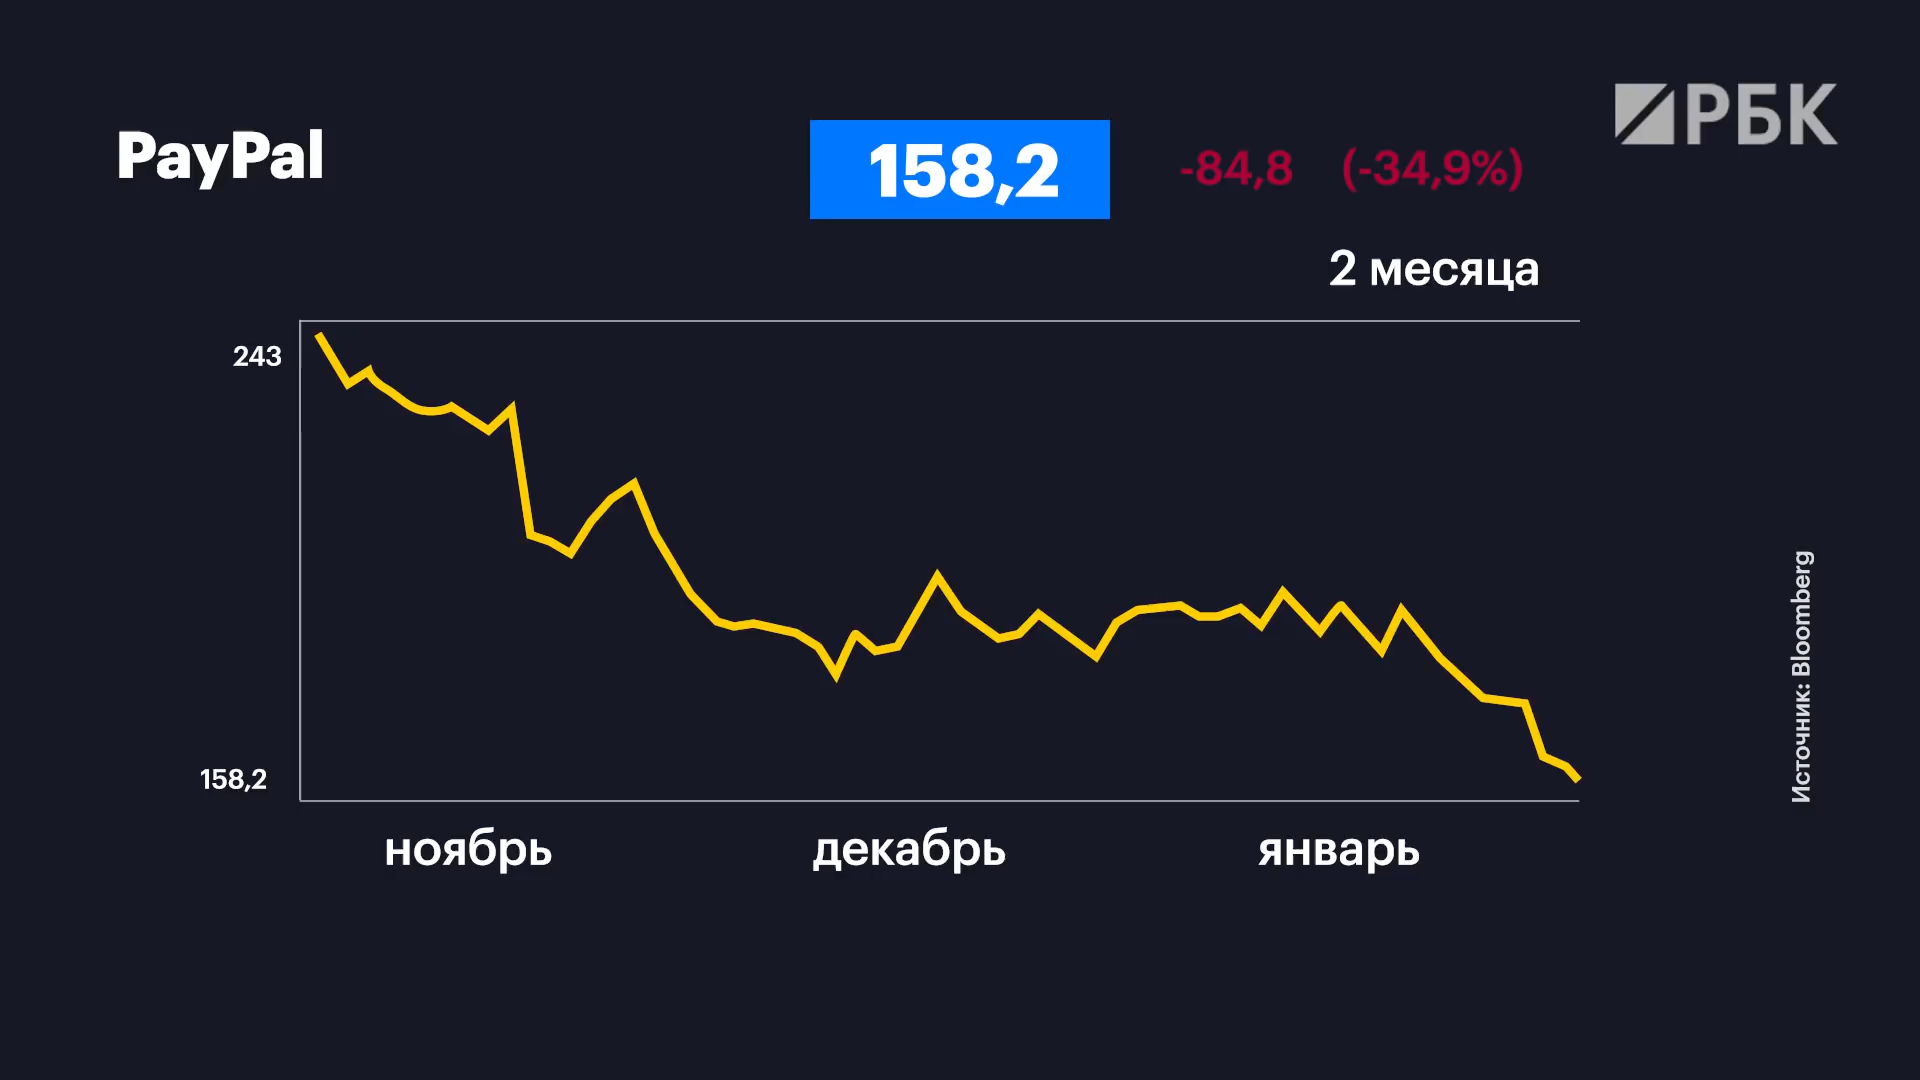 РБК
PayPal
158,2
-84,8 (-34,9%)
2 месяца
243
158,2
ноябрь
декабрь
январь
Источник: Bloomberg